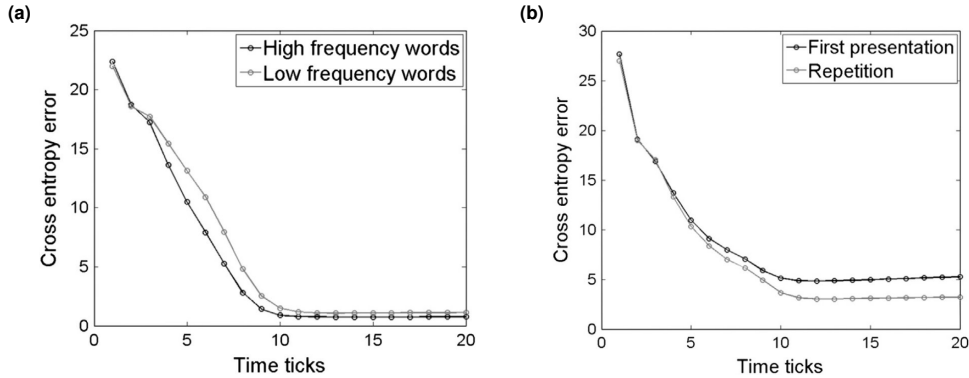 (a)
25
20
15
10
5
0
0 5 10 15 20
Cross entropy error
Time ticks
High frequency words
Low frequency words
(b)
30
25
20
15
10
5
0
0 5 10 15 20
Cross entropy error
Time ticks
First presentation
Repetition